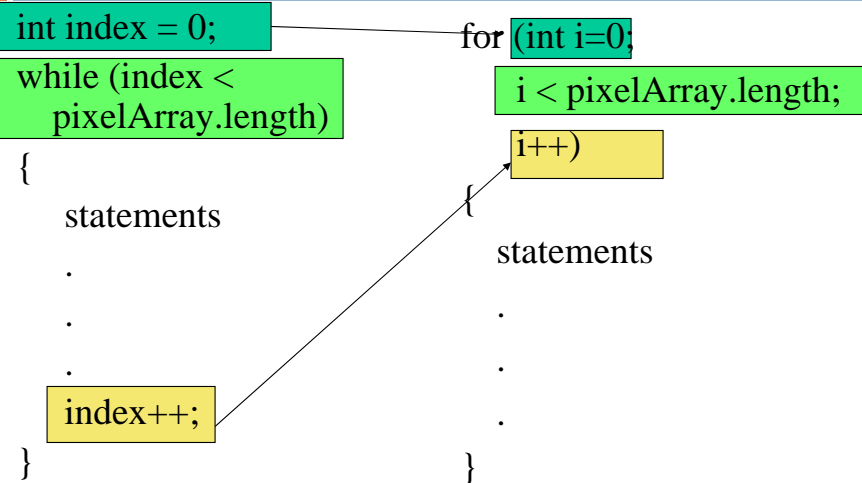 int index = 0;
while (index <
pixelArray.length)
{
statements
.
.
.
index++;
}
for (int i=0;
i < pixelArray.length;
i++)
{
statements
.
.
.
}